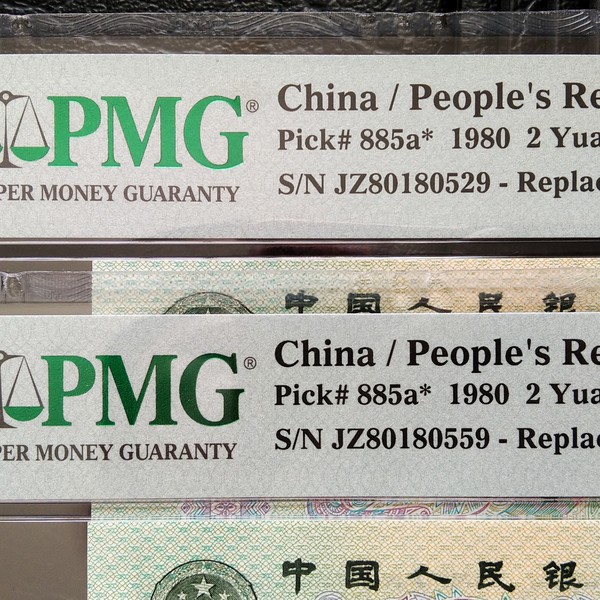 PMG®
PER MONEY GUARANTY
China / People's Re
Pick# 885a* 1980 2 Yua
S/N JZ80180529 - Replac
中国人民银
PMG®
PER MONEY GUARANTY
China / People's Re
Pick# 885a* 1980 2 Yua
S/N JZ80180559 - Replac
中国人民银